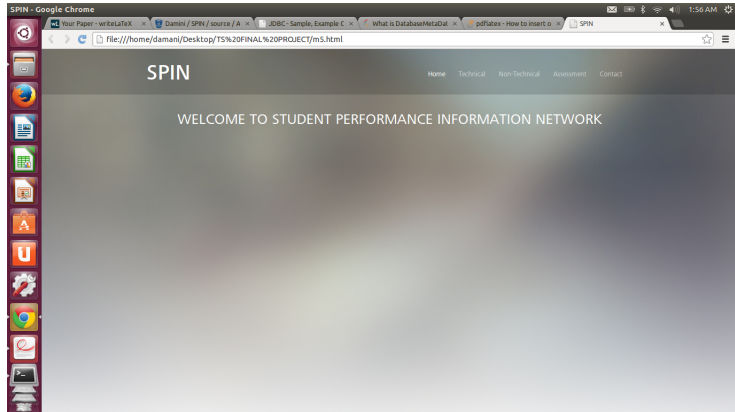 SPIN - Google Chrome
1:56 AM
Your Paper - writeLaTeX
Damini / SPIN / source / A
JDBC - Sample, Example C
What is DatabaseMetaDat
pdflatex - How to insert o
SPIN
file:///home/damani/Desktop/TS%20FINAL%20PROJECT/m5.html
SPIN
Home Technical Non-Technical Assesment Contact
WELCOME TO STUDENT PERFORMANCE INFORMATION NETWORK